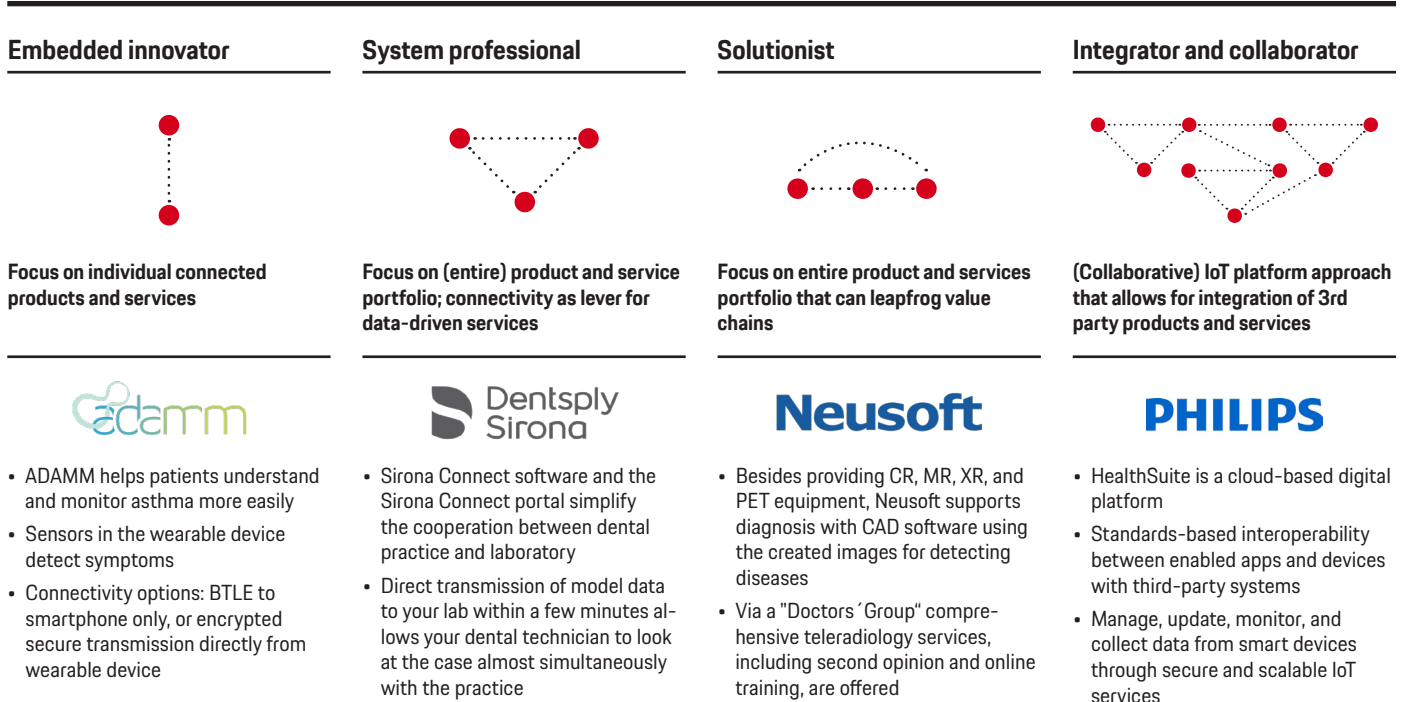 Embedded innovator
Focus on individual connected
products and services
adamm
• ADAMM helps patients understand
and monitor asthma more easily
• Sensors in the wearable device
detect symptoms
• Connectivity options: BTLE to
smartphone only, or encrypted
secure transmission directly from
wearable device
System professional
Focus on (entire) product and service
portfolio; connectivity as lever for
data-driven services
Dentsply
Sirona
• Sirona Connect software and the
Sirona Connect portal simplify
the cooperation between dental
practice and laboratory
• Direct transmission of model data
to your lab within a few minutes al-
lows your dental technician to look
at the case almost simultaneously
with the practice
Solutionist
Focus on entire product and services
portfolio that can leapfrog value
chains
Neusoft
• Besides providing CR, MR, XR, and
PET equipment, Neusoft supports
diagnosis with CAD software using
the created images for detecting
diseases
• Via a "Doctors´Group“ compre-
hensive teleradiology services,
including second opinion and online
training, are offered
Integrator and collaborator
(Collaborative) IoT platform approach
that allows for integration of 3rd
party products and services
PHILIPS
• HealthSuite is a cloud-based digital
platform
• Standards-based interoperability
between enabled apps and devices
with third-party systems
• Manage, update, monitor, and
collect data from smart devices
through secure and scalable IoT
services